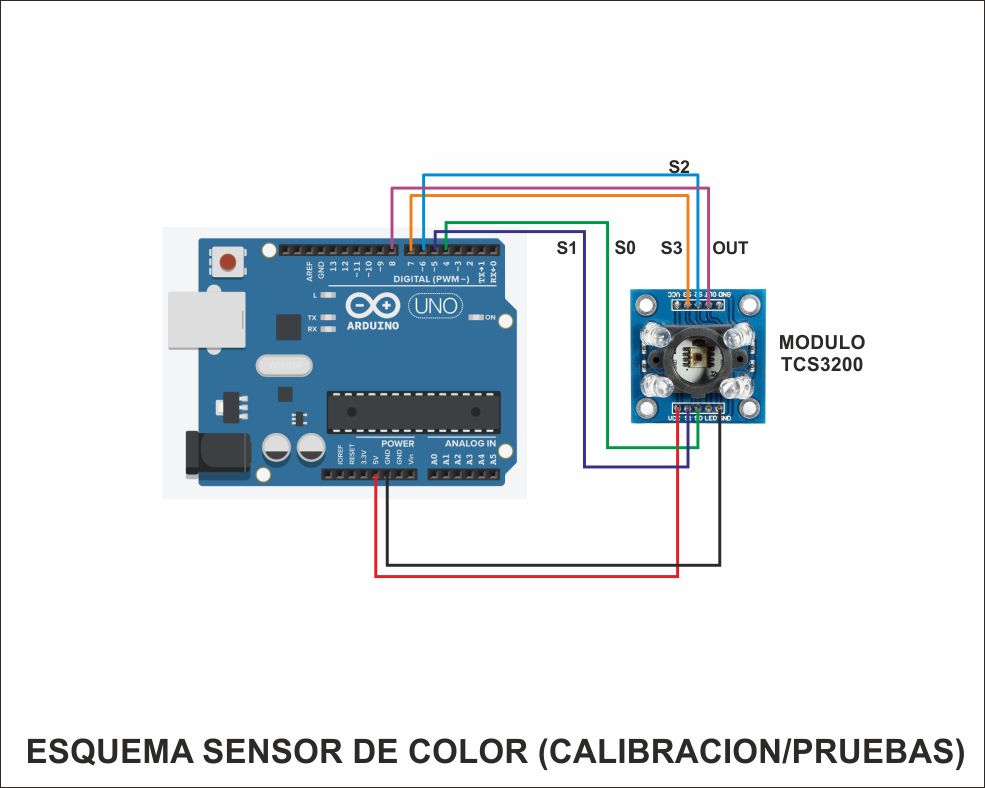 S2
S1
S0
S3
OUT
AREF
GND
13
12
~11
~10
~9
8
7
~6
~5
4
~3
2
TX→1
RX←0
DIGITAL (PWM~)
L
TX
RX
ARDUINO
UNO
ON
GND OUT S2 S3 VCC
MODULO
TCS3200
VCC S1 S0 LED GND
POWER
ANALOG IN
IOREF
RESET
3.3V
5V
GND
GND
Vin
A0
A1
A2
A3
A4
A5
ESQUEMA SENSOR DE COLOR (CALIBRACION/PRUEBAS)